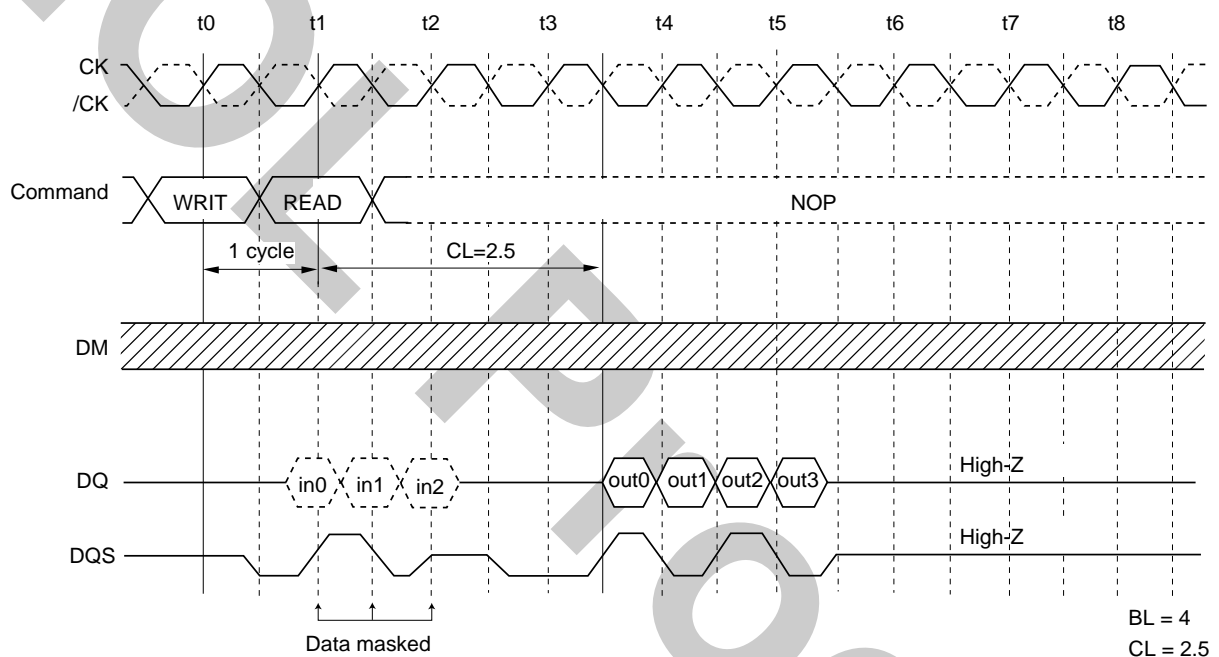 t0 t1 t2 t3 t4 t5 t6 t7 t8
CK
/CK
Command WRIT READ NOP
1 cycle CL=2.5
DM
DQ in0 in1 in2 out0 out1 out2 out3 High-Z
DQS High-Z
Data masked
BL = 4
CL = 2.5